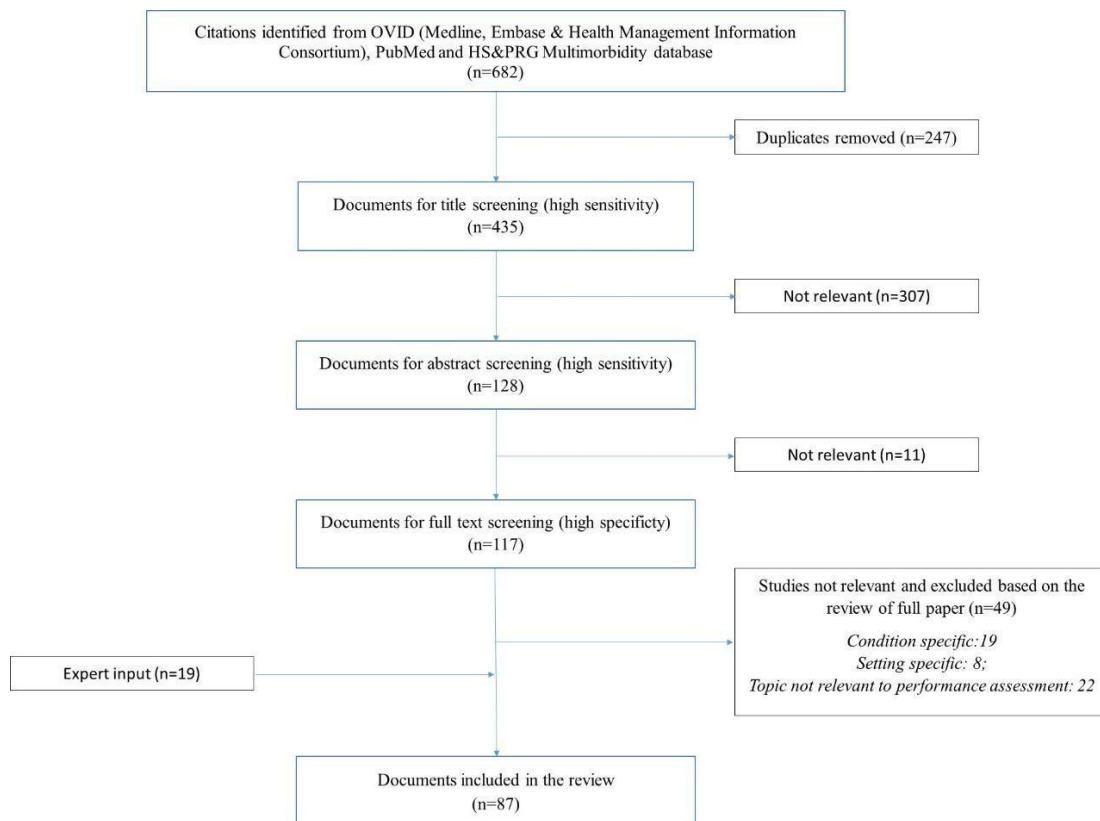 Citations identified from OVID (Medline, Embase & Health Management Information
Consortium), PubMed and HS&PRG Multimorbidity database
(n=682)
Duplicates removed (n=247)
Documents for title screening (high sensitivity)
(n=435)
Not relevant (n=307)
Documents for abstract screening (high sensitivity)
(n=128)
Not relevant (n=11)
Documents for full text screening (high specificty)
(n=117)
Studies not relevant and excluded based on the
review of full paper (n=49)
Condition specific:19
Setting specific: 8;
Topic not relevant to performance assessment: 22
Expert input (n=19)
Documents included in the review
(n=87)